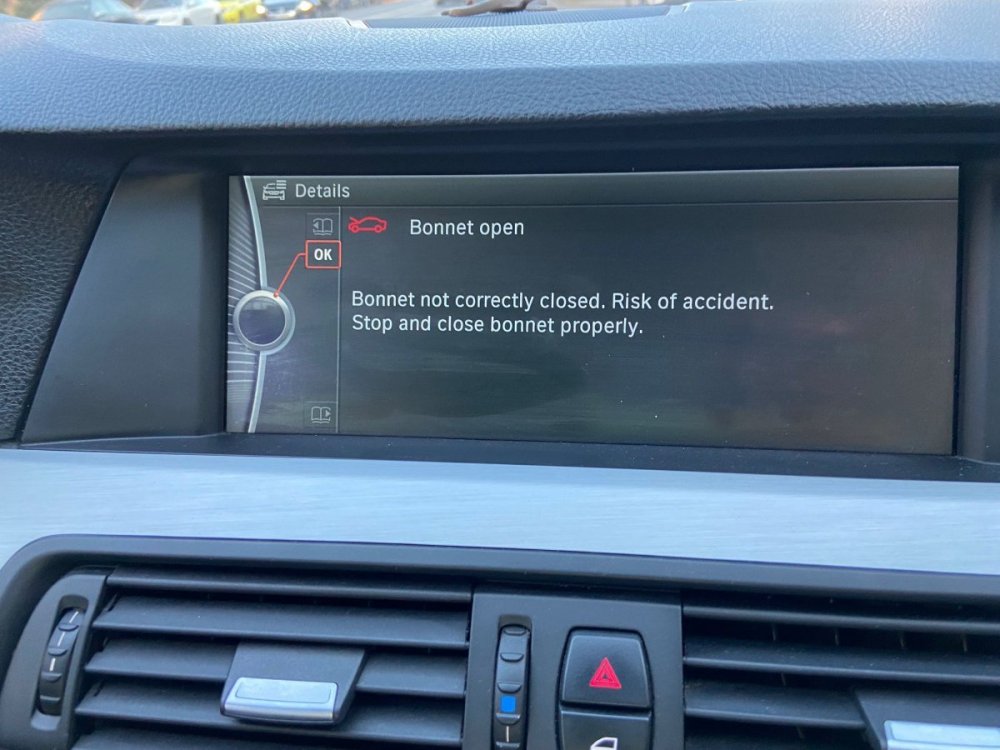 Details
Bonnet open
OK
Bonnet not correctly closed. Risk of accident.
Stop and close bonnet properly.